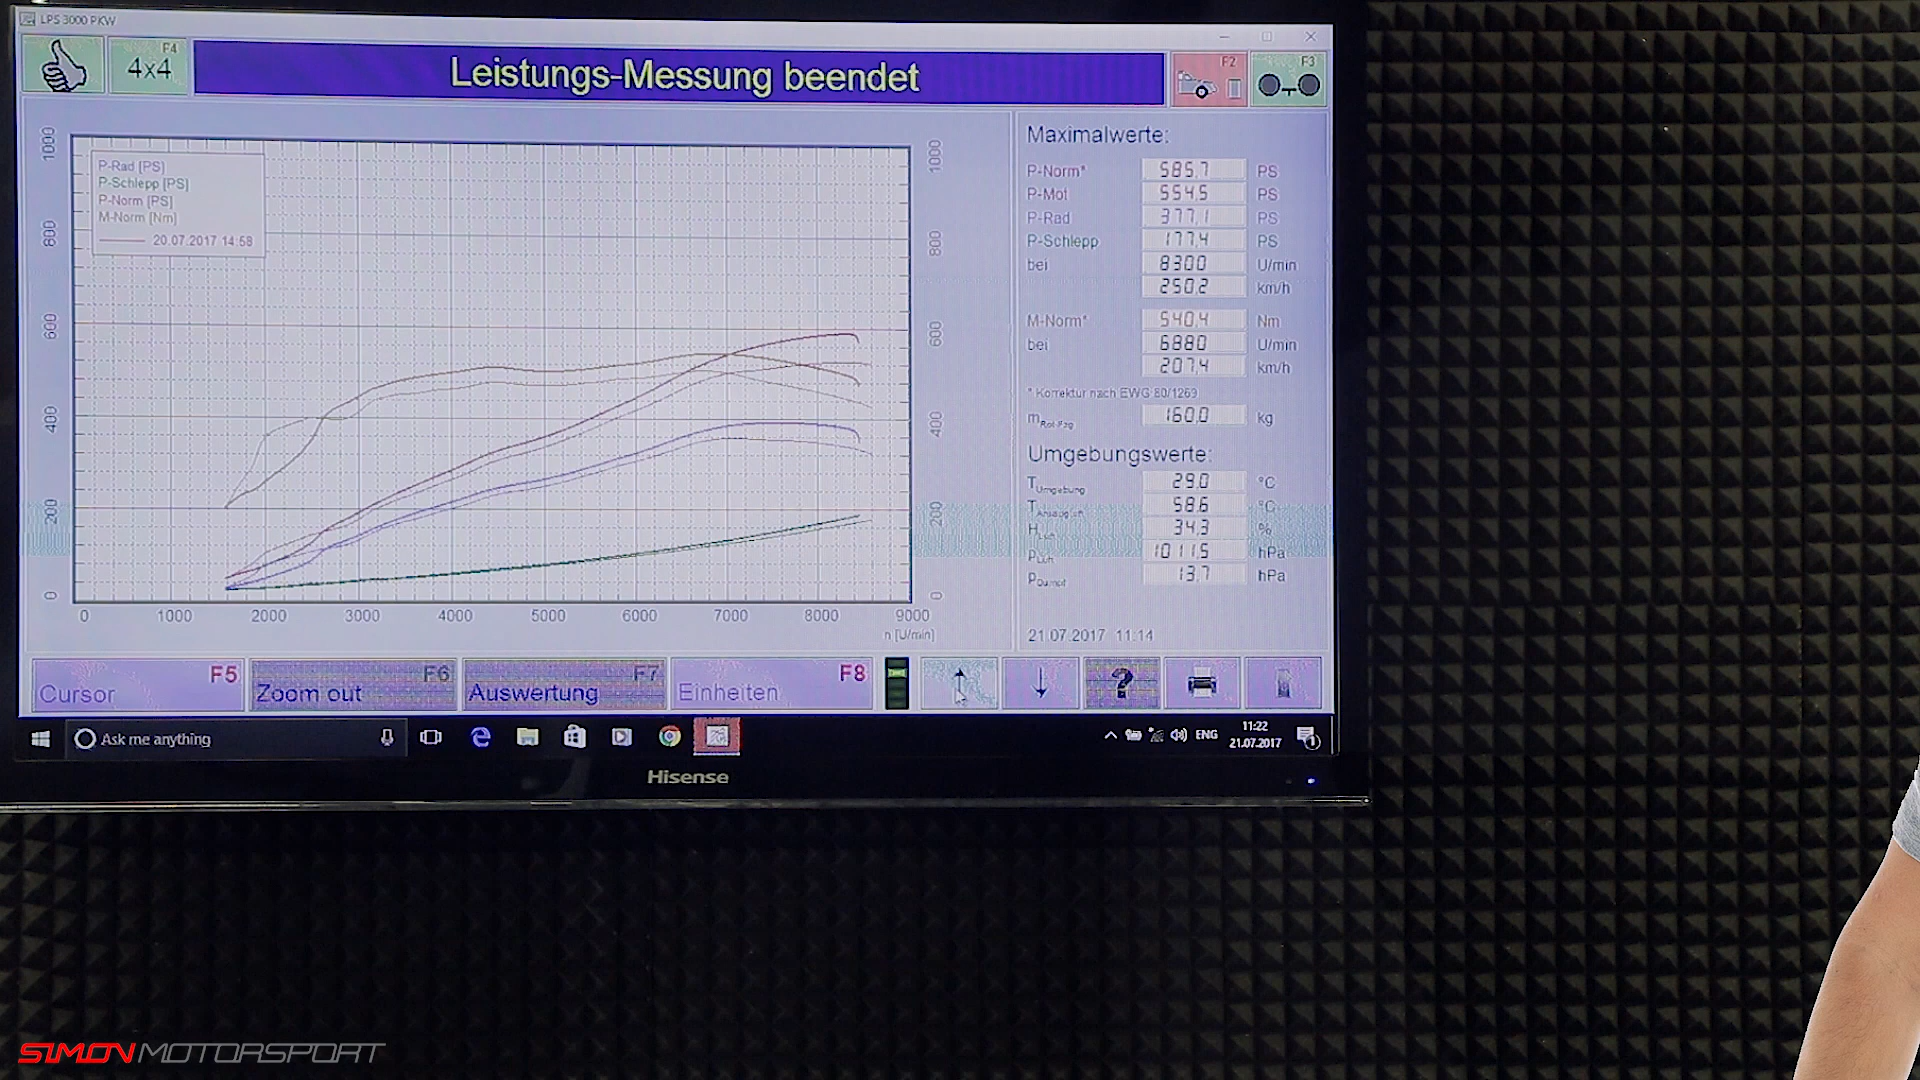 LPS 3000 PKW
F4
4x4
Leistungs-Messung beendet
F2
F3
1000
800
600
400
200
0
P-Rad [PS]
P-Schlepp [PS]
P-Norm [PS]
M-Norm [Nm]
20.07.2017 14:58
1000
800
600
400
200
0
0 1000 2000 3000 4000 5000 6000 7000 8000 9000
n [U/min]
Maximalwerte:
P-Norm* 585.7 PS
P-Mot 554.5 PS
P-Rad 377.1 PS
P-Schlepp 177.4 PS
bei 8300 U/min
250.2 km/h
M-Norm* 540.4 Nm
bei 6880 U/min
207.4 km/h
* Korrektur nach EWG 80/1269
m 160.0 kg
Umgebungswerte:
T Umgebung 29.0 °C
T 58.6 °C
H 34.3 %
p 1011.5 hPa
p 13.7 hPa
21.07.2017 11:14
Cursor F5
Zoom out F6
Auswertung F7
Einheiten F8
?
Ask me anything
ENG
11:22
21.07.2017
1
Hisense
SIMON MOTORSPORT